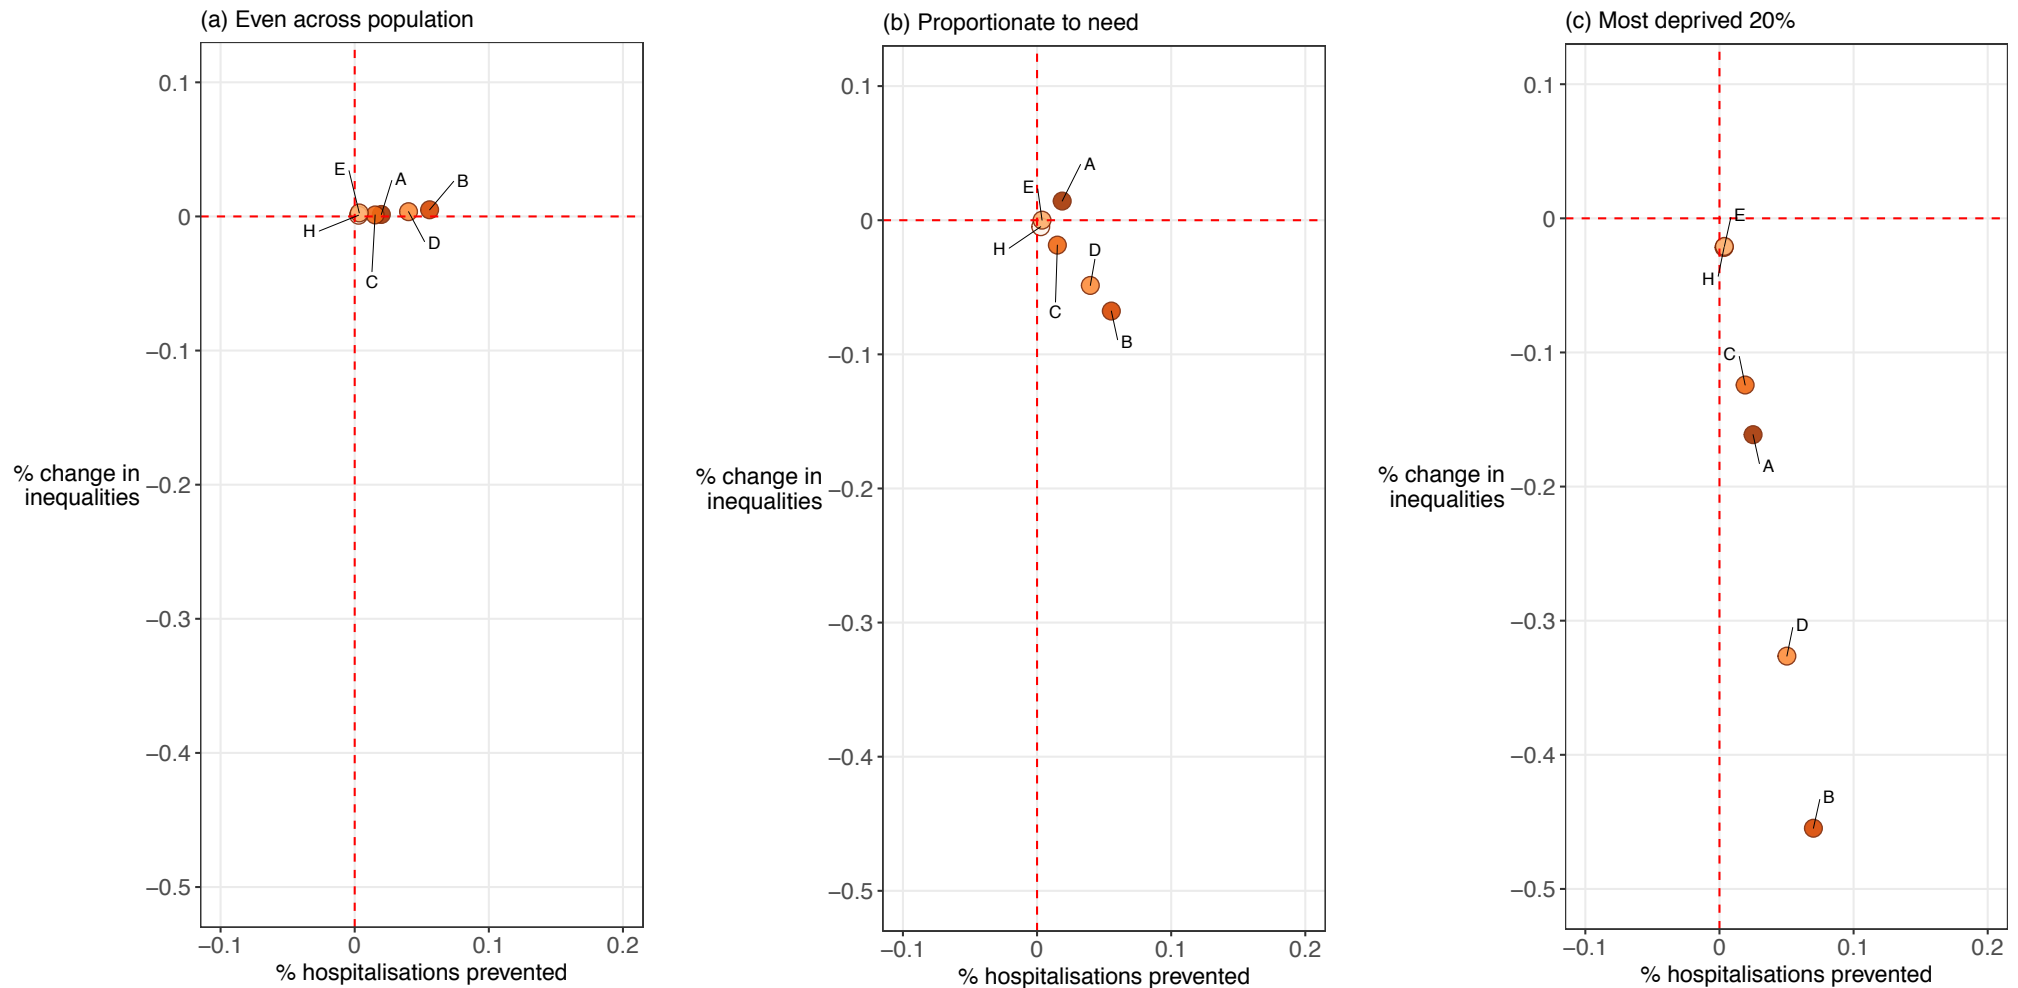 (a) Even across population
0.1
0
−0.1
−0.2
−0.3
−0.4
−0.5
% change in
inequalities
E
A
B
H
D
C
−0.1 0 0.1 0.2
% hospitalisations prevented
(b) Proportionate to need
0.1
0
−0.1
−0.2
−0.3
−0.4
−0.5
% change in
inequalities
A
E
H
D
C
B
−0.1 0 0.1 0.2
% hospitalisations prevented
(c) Most deprived 20%
0.1
0
−0.1
−0.2
−0.3
−0.4
−0.5
% change in
inequalities
E
H
C
A
D
B
−0.1 0 0.1 0.2
% hospitalisations prevented